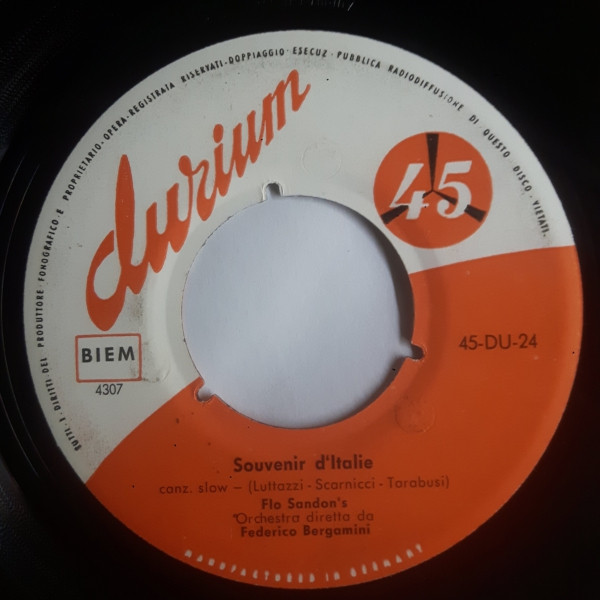 SUTTI I DIRITTI DEL PRODUTTORE FONOGRAFICO E PROPRIETARIO-OPERA-REGISTRATA RISERVATI-DOPPIAGGIO-ESECUZ-PUBBLICA RADIODIFFUSIONE DI QUESTO DISCO VIETATI-
durium
45
BIEM
4307
45-DU-24
Souvenir d'Italie
canz. slow - (Luttazzi - Scarnicci - Tarabusi)
Flo Sandon's
Orchestra diretta da
Federico Bergamini
MANUFACTURED IN GERMANY